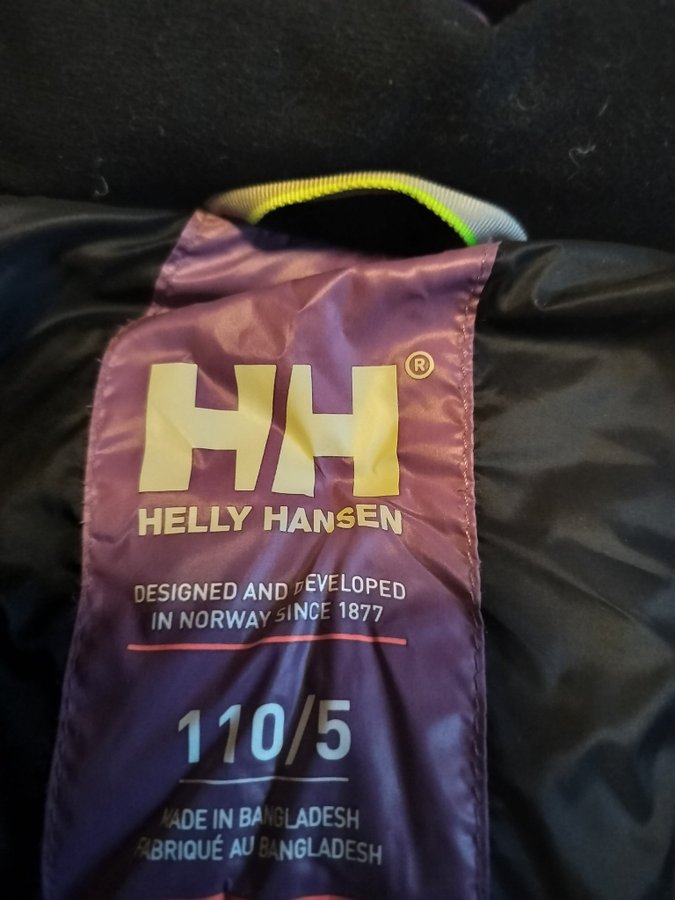 HH®
HELLY HANSEN
DESIGNED AND DEVELOPED
IN NORWAY SINCE 1877
110/5
MADE IN BANGLADESH
FABRIQUÉ AU BANGLADESH